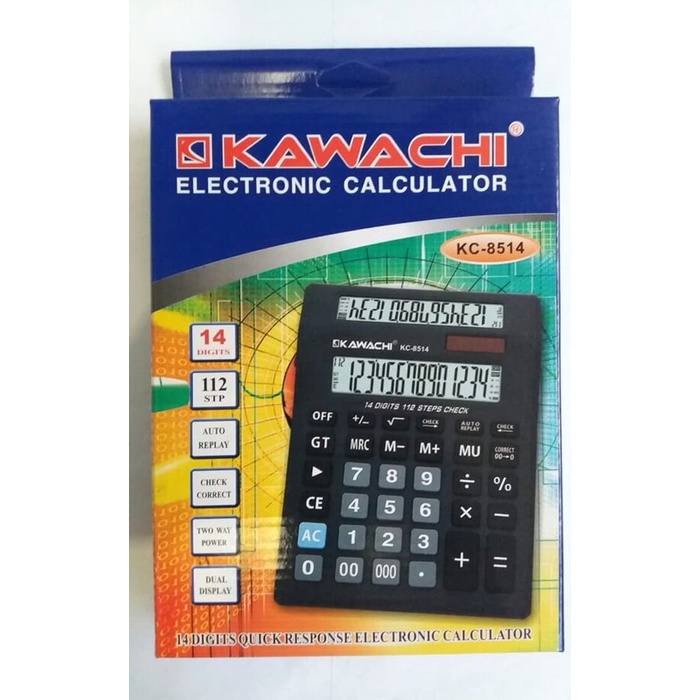 KAWACHI®
ELECTRONIC CALCULATOR
KC-8514
14
DIGITS
112
STP
AUTO
REPLAY
CHECK
CORRECT
TWO WAY
POWER
DUAL
DISPLAY
KAWACHI®
KC-8514
12345678901234
14 DIGITS 112 STEPS CHECK
OFF +/− √ CHECK→ AUTO REPLAY CHECK←
GT MRC M− M+ MU CORRECT 00→0
▶ 7 8 9 ÷ %
CE 4 5 6 × −
AC 1 2 3 + =
0 00 000 .
14 DIGITS QUICK RESPONSE ELECTRONIC CALCULATOR